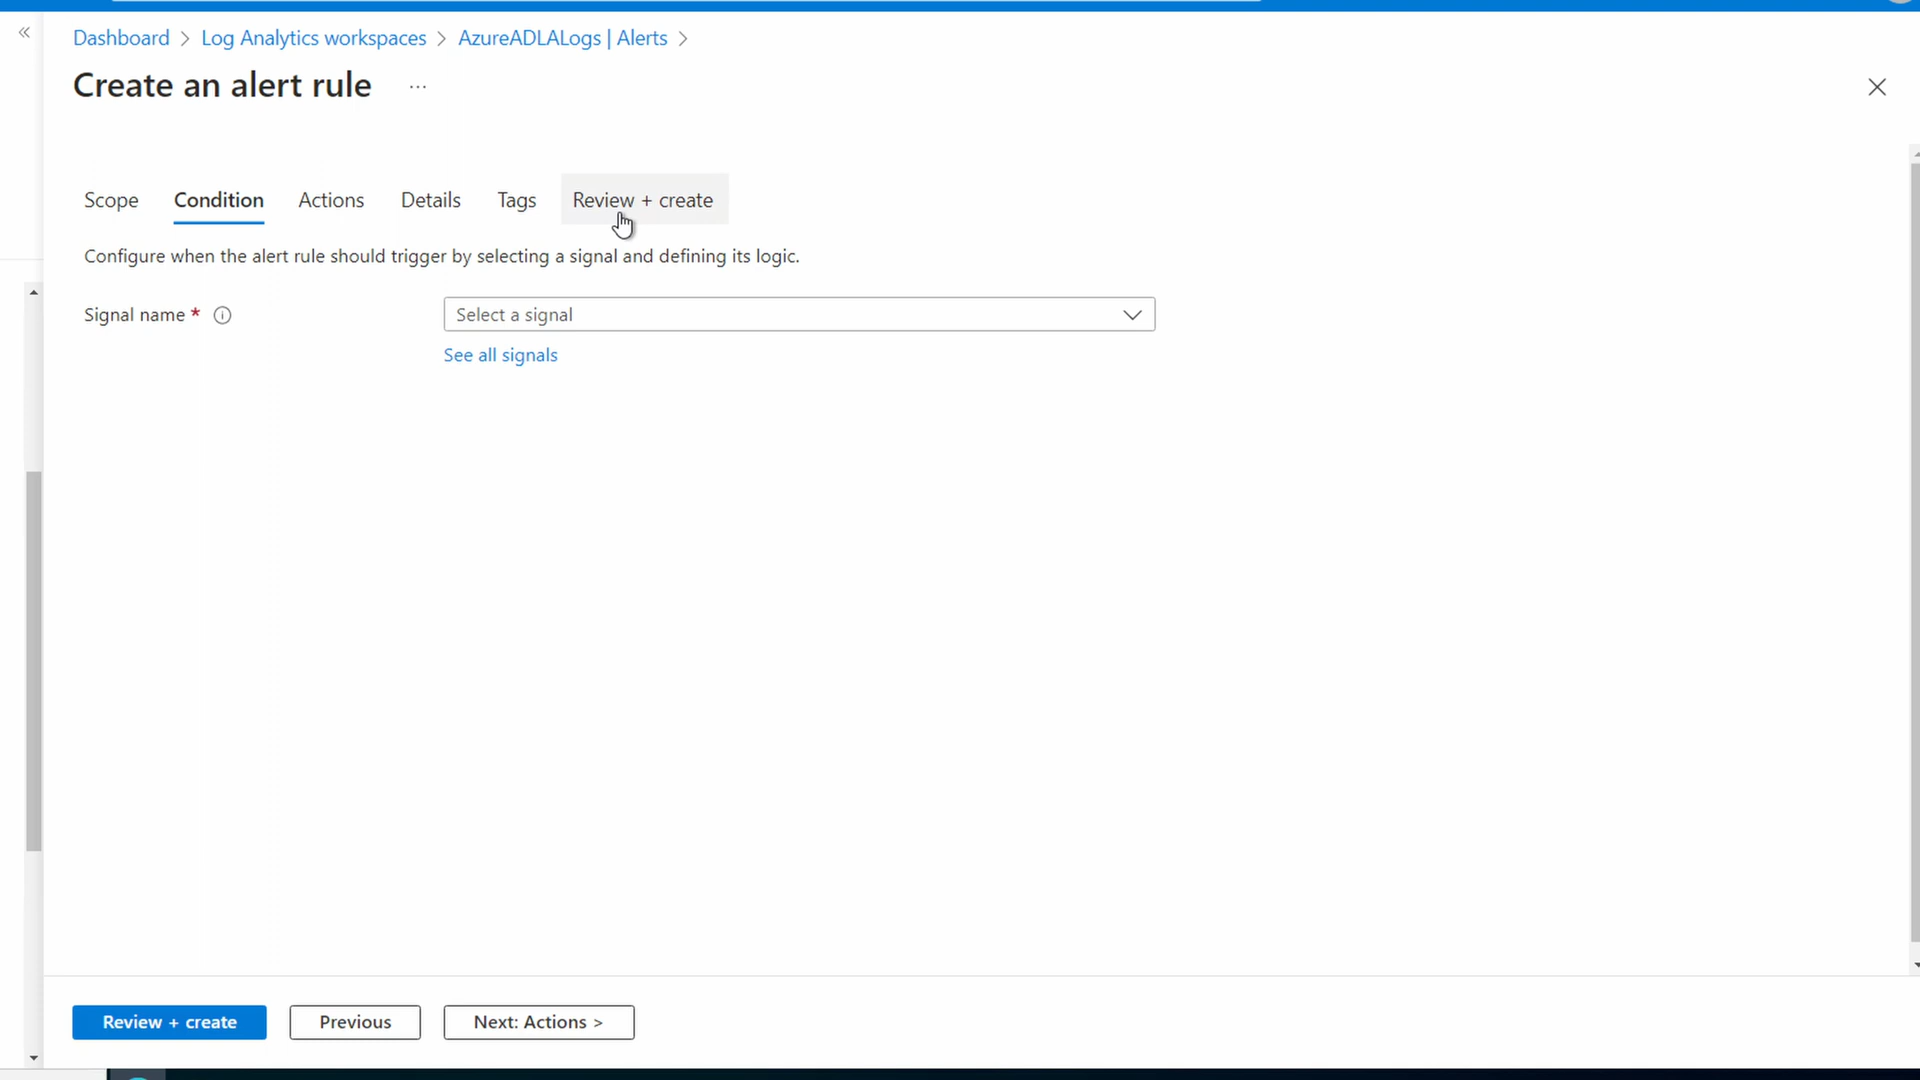 Dashboard > Log Analytics workspaces > AzureADLALogs | Alerts >
Create an alert rule ...
Scope Condition Actions Details Tags Review + create
Configure when the alert rule should trigger by selecting a signal and defining its logic.
Signal name * Select a signal
See all signals
Review + create Previous Next: Actions >